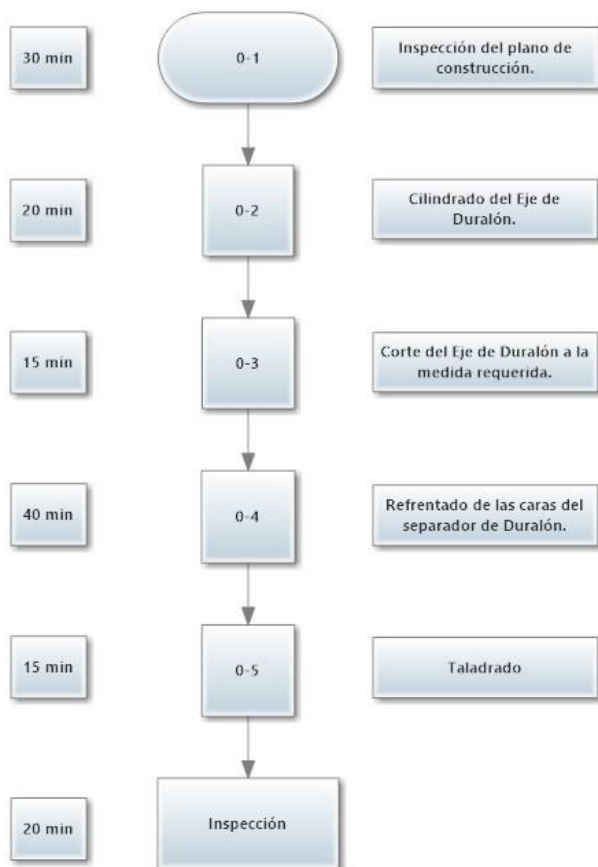 30 min
0-1
Inspección del plano de
construcción.
20 min
0-2
Cilindrado del Eje de
Duralón.
15 min
0-3
Corte del Eje de Duralón a la
medida requerida.
40 min
0-4
Refrentado de las caras del
separador de Duralón.
15 min
0-5
Taladrado
20 min
Inspección